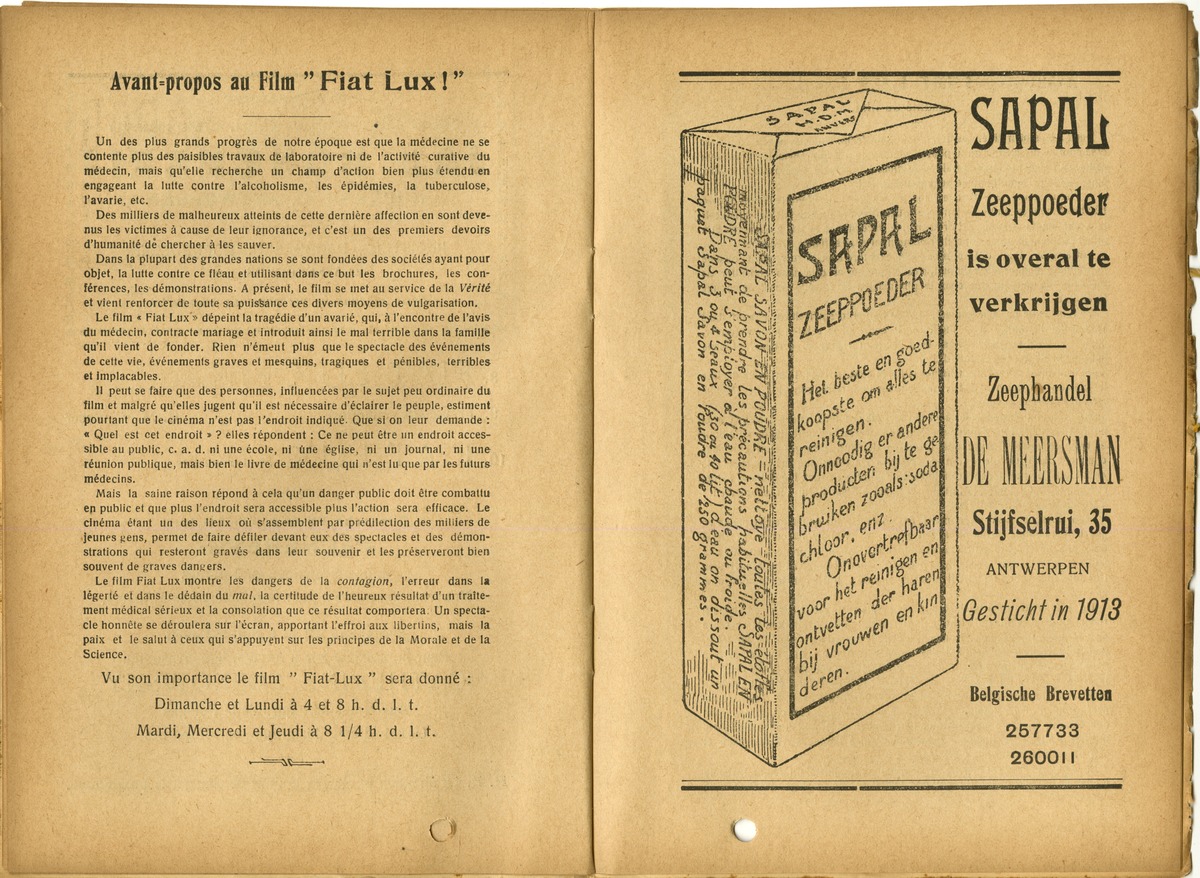 Avant-propos au Film " Fiat Lux ! "
Un des plus grands progrès de notre époque est que la médecine ne se
contente plus des paisibles travaux de laboratoire ni de l'activité curative du
médecin, mais qu'elle recherche un champ d'action bien plus étendu en
engageant la lutte contre l'alcoholisme, les épidémies, la tuberculose,
l'avarie, etc.
Des milliers de malheureux atteints de cette dernière affection en sont deve-
nus les victimes à cause de leur ignorance, et c'est un des premiers devoirs
d'humanité de chercher à les sauver.
Dans la plupart des grandes nations se sont fondées des sociétés ayant pour
objet, la lutte contre ce fléau et utilisant dans ce but les brochures, les con-
férences, les démonstrations. A présent, le film se met au service de la Vérité
et vient renforcer de toute sa puissance ces divers moyens de vulgarisation.
Le film « Fiat Lux » dépeint la tragédie d'un avarié, qui, à l'encontre de l'avis
du médecin, contracte mariage et introduit ainsi le mal terrible dans la famille
qu'il vient de fonder. Rien n'émeut plus que le spectacle des événements
de cette vie, événements graves et mesquins, tragiques et pénibles, terribles
et implacables.
Il peut se faire que des personnes, influencées par le sujet peu ordinaire du
film et malgré qu'elles jugent qu'il est nécessaire d'éclairer le peuple, estiment
pourtant que le cinéma n'est pas l'endroit indiqué. Que si on leur demande :
« Quel est cet endroit » ? elles répondent : Ce ne peut être un endroit acces-
sible au public, c. a. d. ni une école, ni une église, ni un journal, ni une
réunion publique, mais bien le livre de médecine qui n'est lu que par les futurs
médecins.
Mais la saine raison répond à cela qu'un danger public doit être combattu
en public et que plus l'endroit sera accessible plus l'action sera efficace. Le
cinéma étant un des lieux où s'assemblent par prédilection des milliers de
jeunes gens, permet de faire défiler devant eux des spectacles et des démon-
strations qui resteront gravés dans leur souvenir et les préserveront bien
souvent de graves dangers.
Le film Fiat Lux montre les dangers de la contagion, l'erreur dans la
légerté et dans le dédain du mal, la certitude de l'heureux résultat d'un traite-
ment médical sérieux et la consolation que ce résultat comportera. Un specta-
cle honnête se déroulera sur l'écran, apportant l'effroi aux libertins, mais la
paix et le salut à ceux qui s'appuyent sur les principes de la Morale et de la
Science.
Vu son importance le film " Fiat-Lux " sera donné :
Dimanche et Lundi à 4 et 8 h. d. l. t.
Mardi, Mercredi et Jeudi à 8 1/4 h. d. l. t.
SAPAL
H.D.M
ANVERS
SAPAL SAVON EN POUDRE = nettoye toutes les étoffes
moyennant de prendre les précautions habituelles SAPAL EN
POUDRE peut s'employer à l'eau chaude ou froide.
Dans 3 ou 4 seaux (30 ou 40 lit) d'eau on dissout un
paquet Sapal Savon en Poudre de 250 grammes.
SAPAL
ZEEPPOEDER
Het beste en goed-
koopste om alles te
reinigen.
Onnoodig er andere
producten bij te ge
bruiken zooals: soda
chloor, enz.
Onovertrefbaar
voor het reinigen en
ontvetten der haren
bij vrouwen en kin
deren.
SAPAL
Zeeppoeder
is overal te
verkrijgen
Zeephandel
DE MEERSMAN
Stijfselrui, 35
ANTWERPEN
Gesticht in 1913
Belgische Brevetten
257733
260011